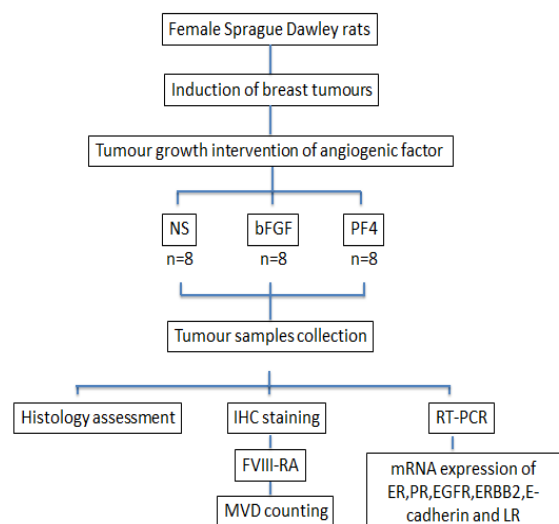 Female Sprague Dawley rats
Induction of breast tumours
Tumour growth intervention of angiogenic factor
NS
bFGF
PF4
n=8
n=8
n=8
Tumour samples collection
Histology assessment
IHC staining
RT-PCR
FVIII-RA
MVD counting
mRNA expression of
ER,PR,EGFR,ERBB2,E-
cadherin and LR